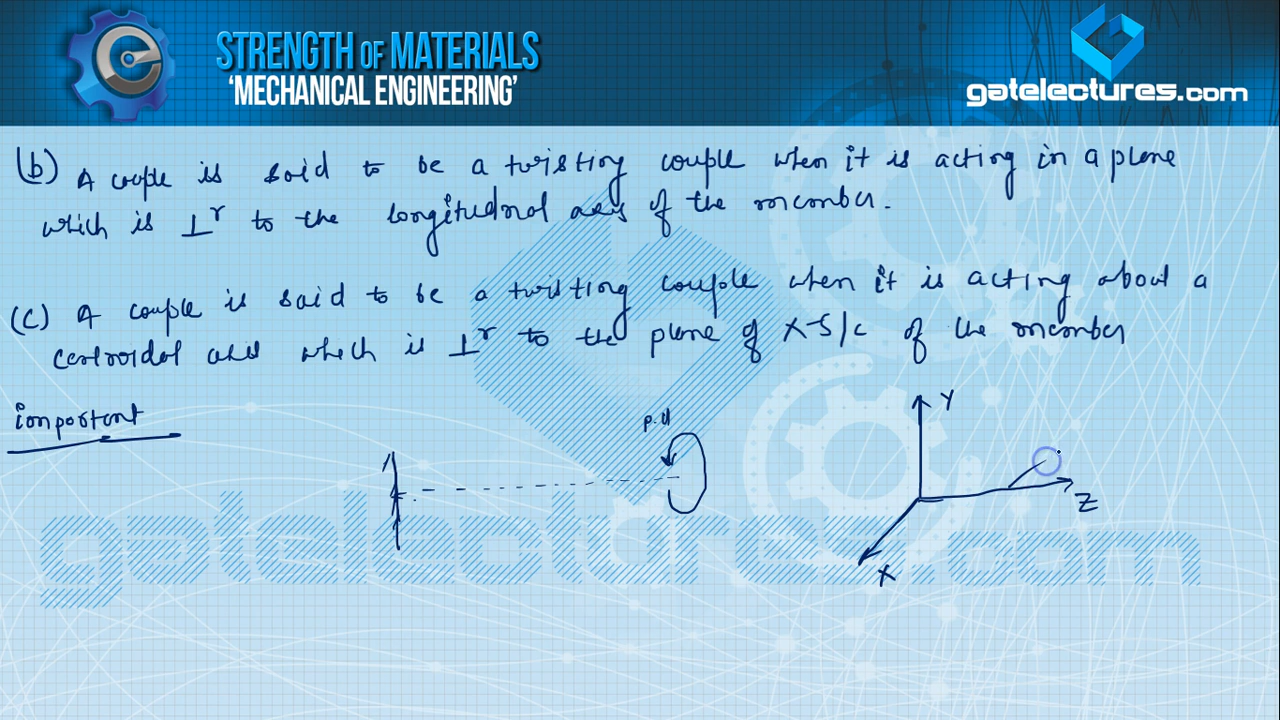 STRENGTH OF MATERIALS
'MECHANICAL ENGINEERING'
gatelectures.com
(b) A couple is said to be a twisting couple when it is acting in a plane
which is ⊥r to the longitudinal axis of the member.
(c) A couple is said to be a twisting couple when it is acting about a
centroidal axis which is ⊥r to the plane of X-S/c of the member
important
Y
Z
X
gatelectures.com